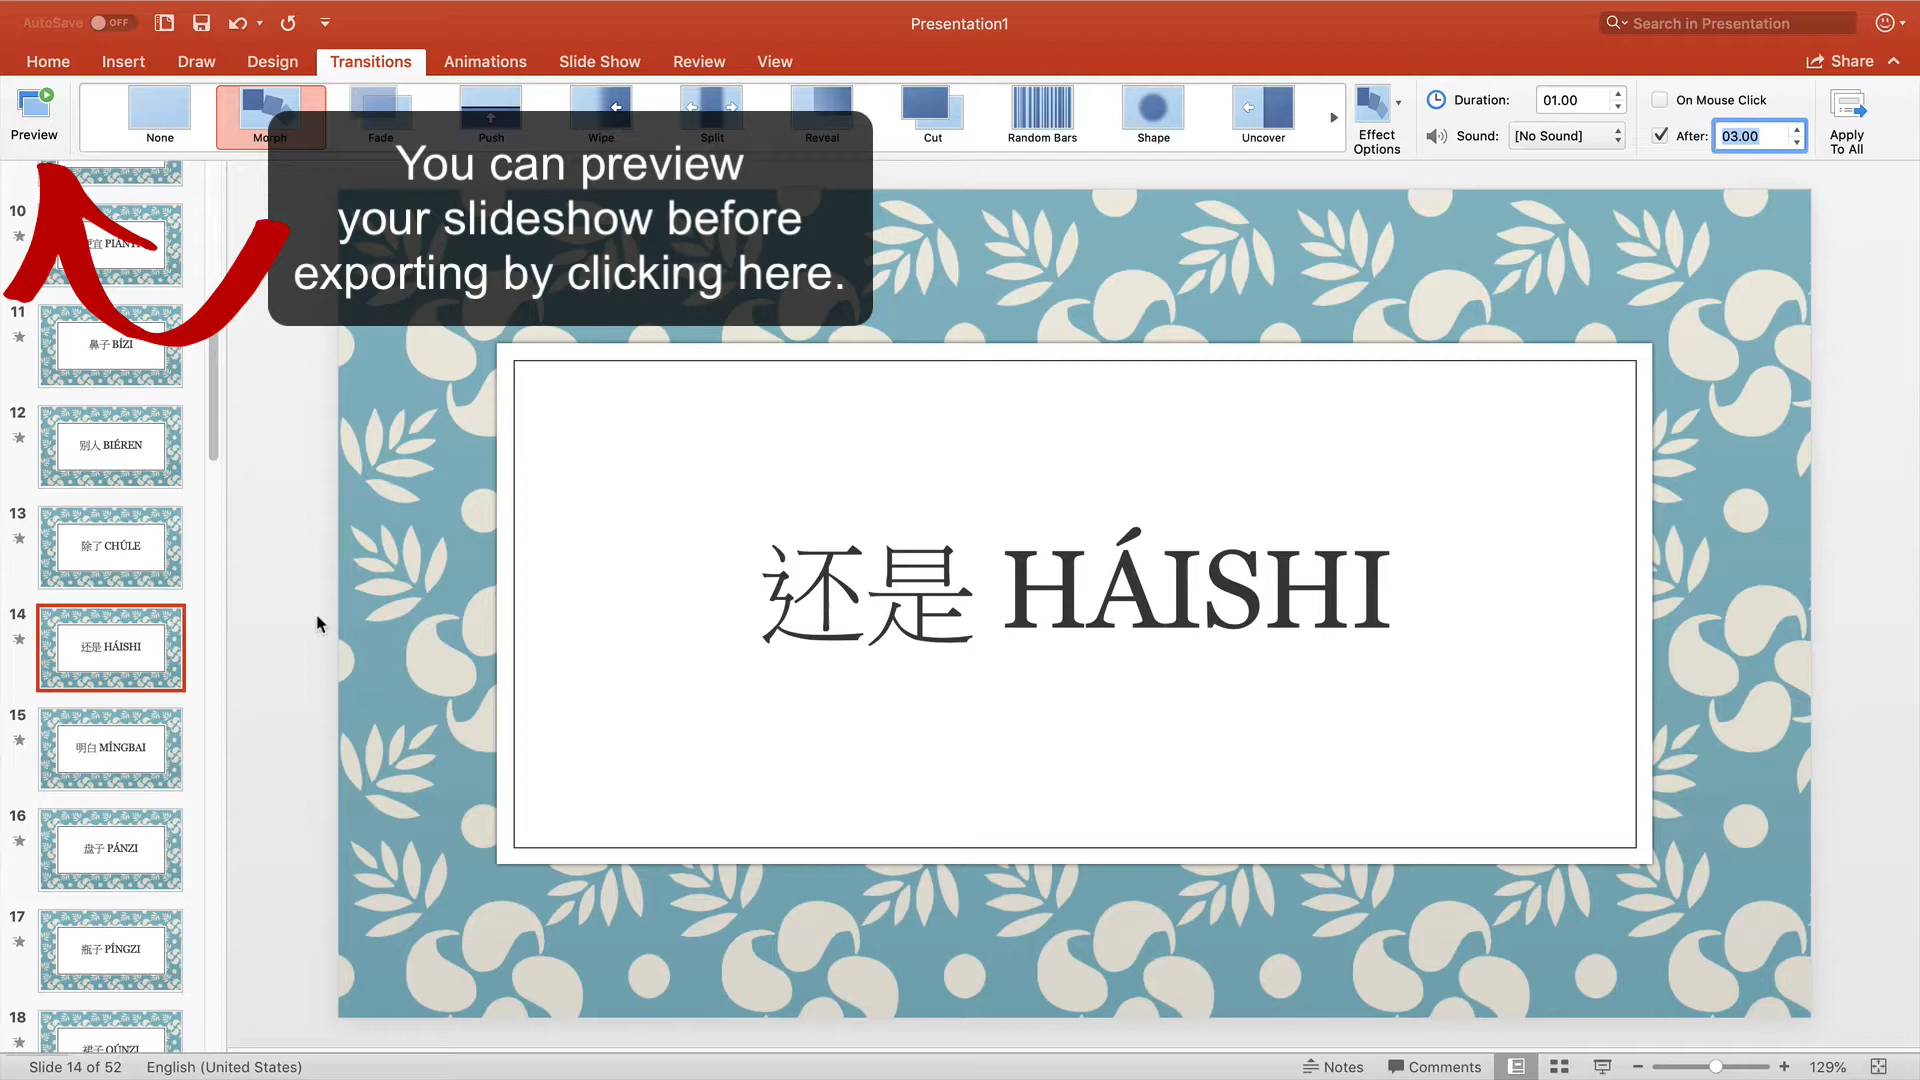 AutoSave OFF
Presentation1
Search in Presentation
Home Insert Draw Design Transitions Animations Slide Show Review View
Share
Preview
None Morph Fade Push Wipe Split Reveal Cut Random Bars Shape Uncover
Effect
Options
Duration: 01.00
Sound: [No Sound]
On Mouse Click
After: 03.00
Apply
To All
You can preview
your slideshow before
exporting by clicking here.
10
11
鼻子 BÍZI
12
别人 BIÉREN
13
除了 CHÚLE
14
还是 HÁISHI
15
明白 MÍNGBAI
16
盘子 PÁNZI
17
瓶子 PÍNGZI
18
裙子 QÚNZI
还是 HÁISHI
Slide 14 of 52 English (United States)
Notes Comments 129%